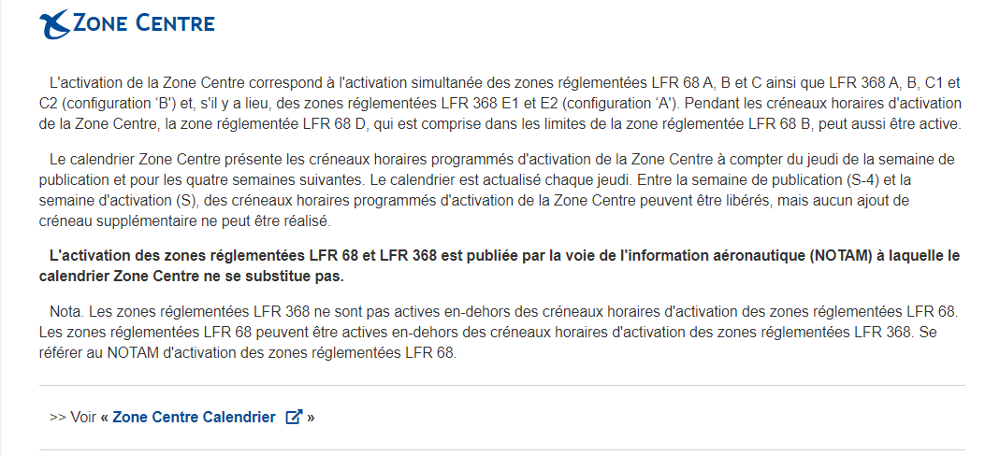 ZONE CENTRE
L'activation de la Zone Centre correspond à l'activation simultanée des zones réglementées LFR 68 A, B et C ainsi que LFR 368 A, B, C1 et
C2 (configuration ‘B') et, s'il y a lieu, des zones réglementées LFR 368 E1 et E2 (configuration ‘A'). Pendant les créneaux horaires d'activation
de la Zone Centre, la zone réglementée LFR 68 D, qui est comprise dans les limites de la zone réglementée LFR 68 B, peut aussi être active.
Le calendrier Zone Centre présente les créneaux horaires programmés d'activation de la Zone Centre à compter du jeudi de la semaine de
publication et pour les quatre semaines suivantes. Le calendrier est actualisé chaque jeudi. Entre la semaine de publication (S-4) et la
semaine d'activation (S), des créneaux horaires programmés d'activation de la Zone Centre peuvent être libérés, mais aucun ajout de
créneau supplémentaire ne peut être réalisé.
L'activation des zones réglementées LFR 68 et LFR 368 est publiée par la voie de l'information aéronautique (NOTAM) à laquelle le
calendrier Zone Centre ne se substitue pas.
Nota. Les zones réglementées LFR 368 ne sont pas actives en-dehors des créneaux horaires d'activation des zones réglementées LFR 68.
Les zones réglementées LFR 68 peuvent être actives en-dehors des créneaux horaires d'activation des zones réglementées LFR 368. Se
référer au NOTAM d'activation des zones réglementées LFR 68.
>> Voir « Zone Centre Calendrier »